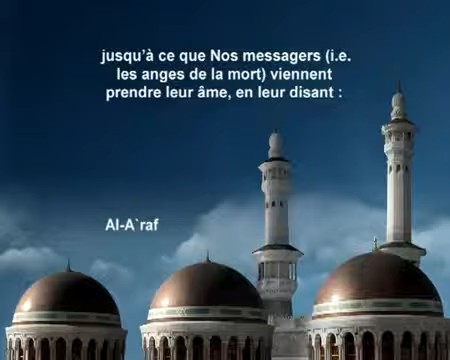 jusqu’à ce que Nos messagers (i.e.
les anges de la mort) viennent
prendre leur âme, en leur disant :
Al-A`raf